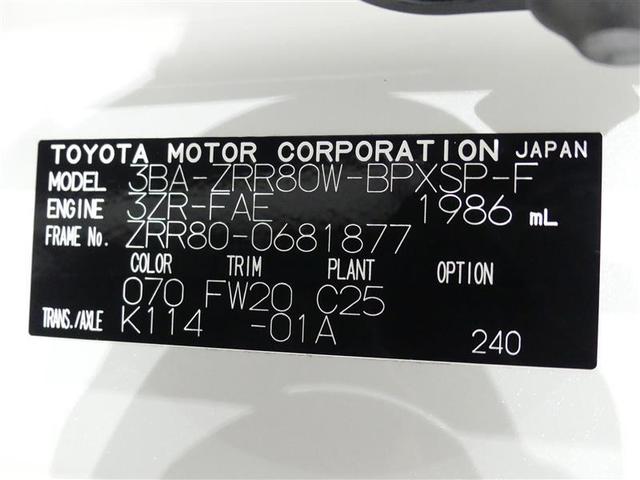 TOYOTA MOTOR CORPORATION JAPAN
MODEL 3BA-ZRR80W-BPXSP-F
ENGINE 3ZR-FAE 1986 mL
FRAME No. ZRR80-0681877
COLOR TRIM PLANT OPTION
070 FW20 C25
TRANS./AXLE K114 -01A
240